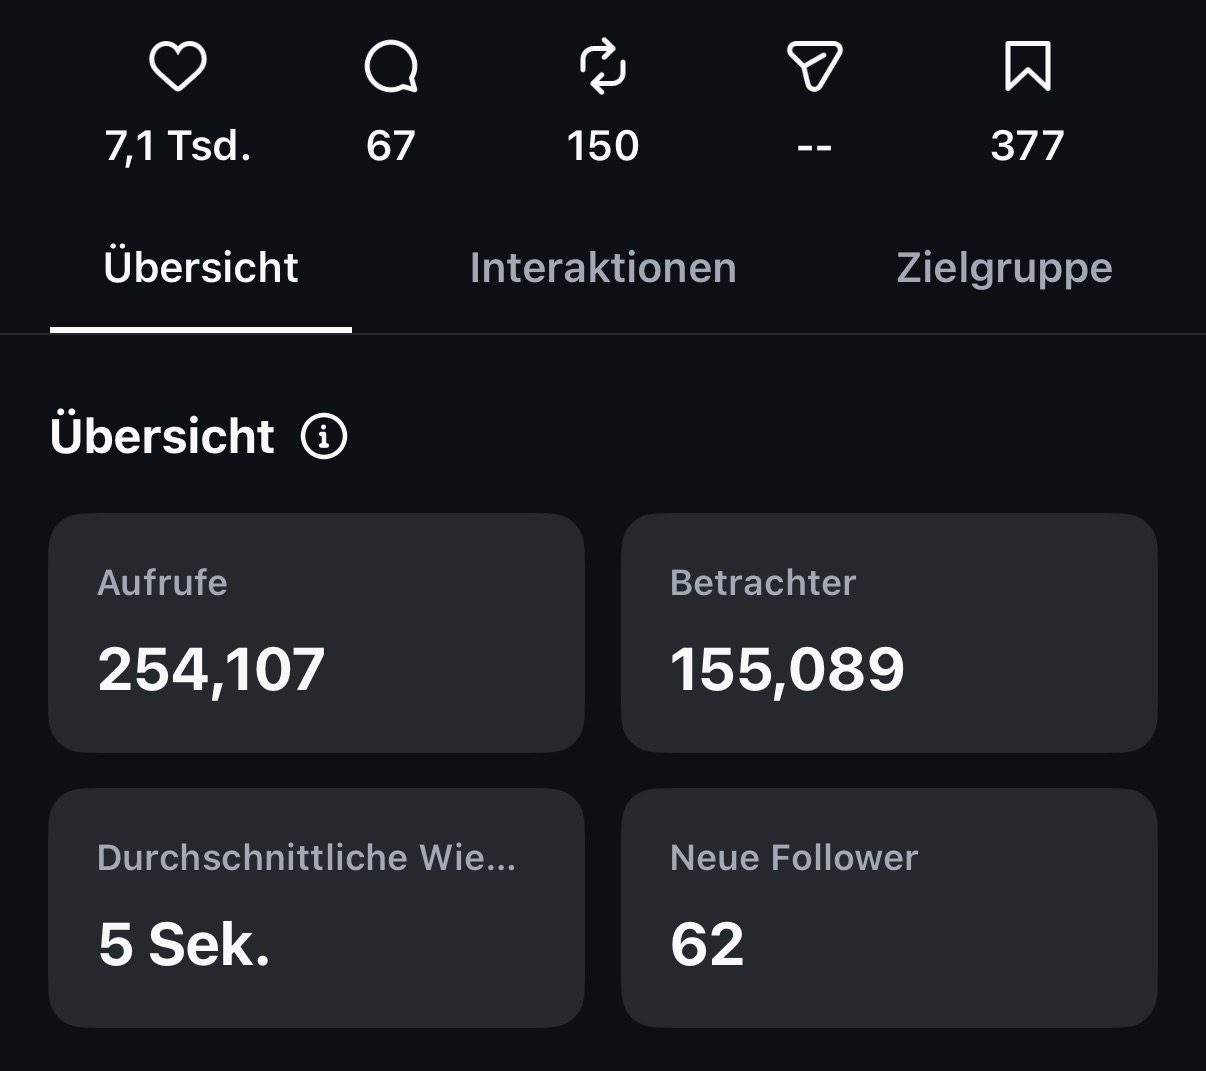 7,1 Tsd. 67 150 -- 377
Übersicht Interaktionen Zielgruppe
Übersicht
Aufrufe Betrachter
254,107 155,089
Durchschnittliche Wie... Neue Follower
5 Sek. 62